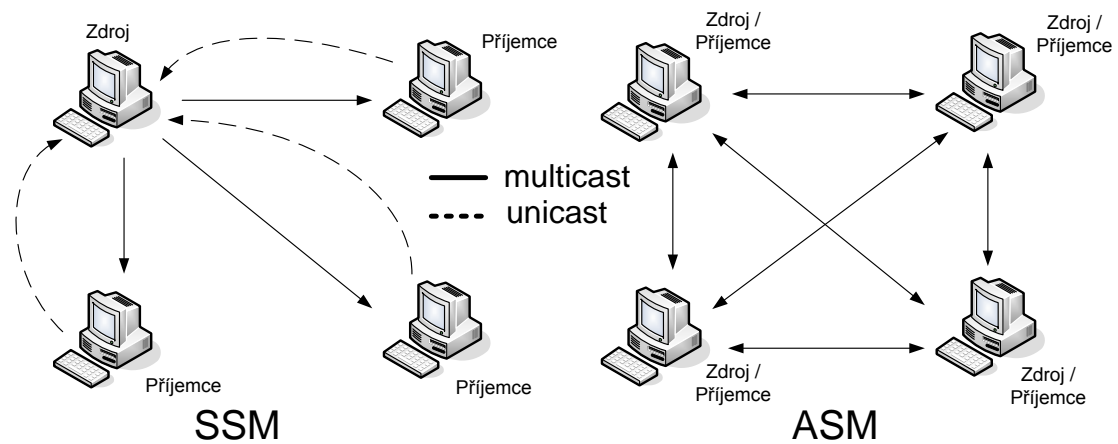 Zdroj
Příjemce
Zdroj /
Příjemce
Zdroj /
Příjemce
multicast
unicast
Příjemce
Příjemce
Zdroj /
Příjemce
Zdroj /
Příjemce
SSM
ASM